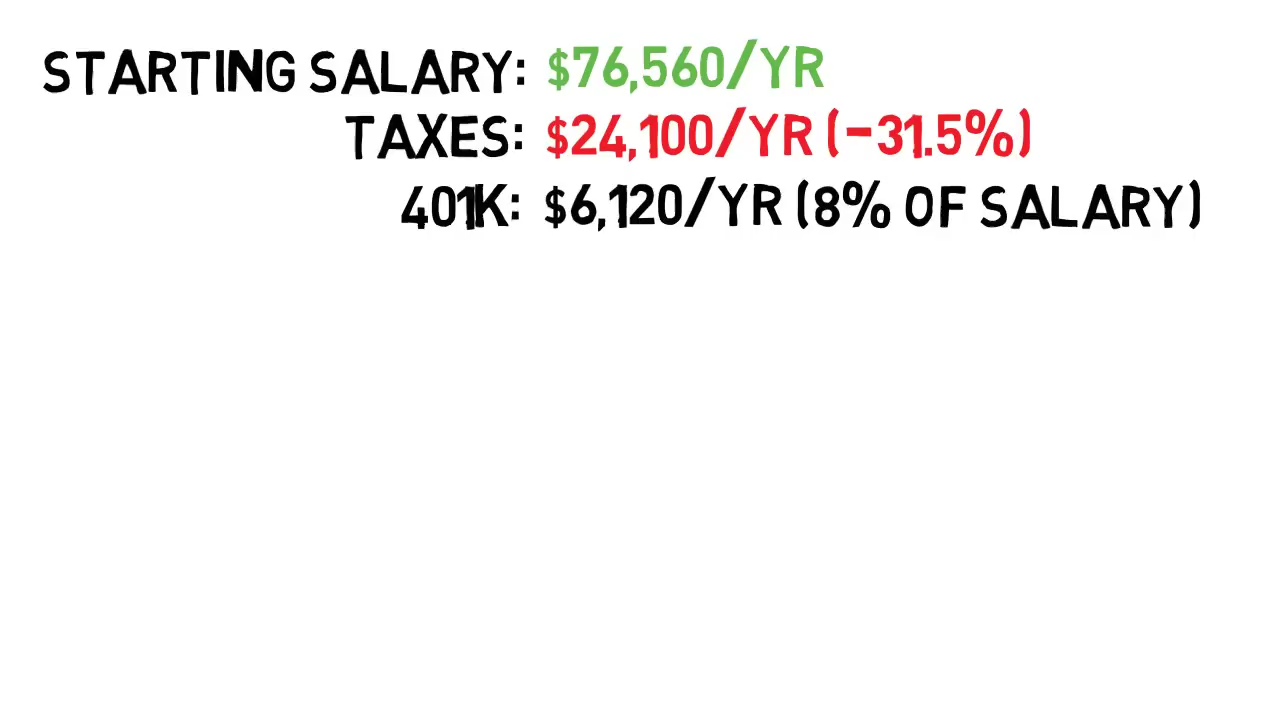 STARTING SALARY: $76,560/YR
TAXES: $24,100/YR (-31.5%)
401K: $6,120/YR (8% OF SALARY)